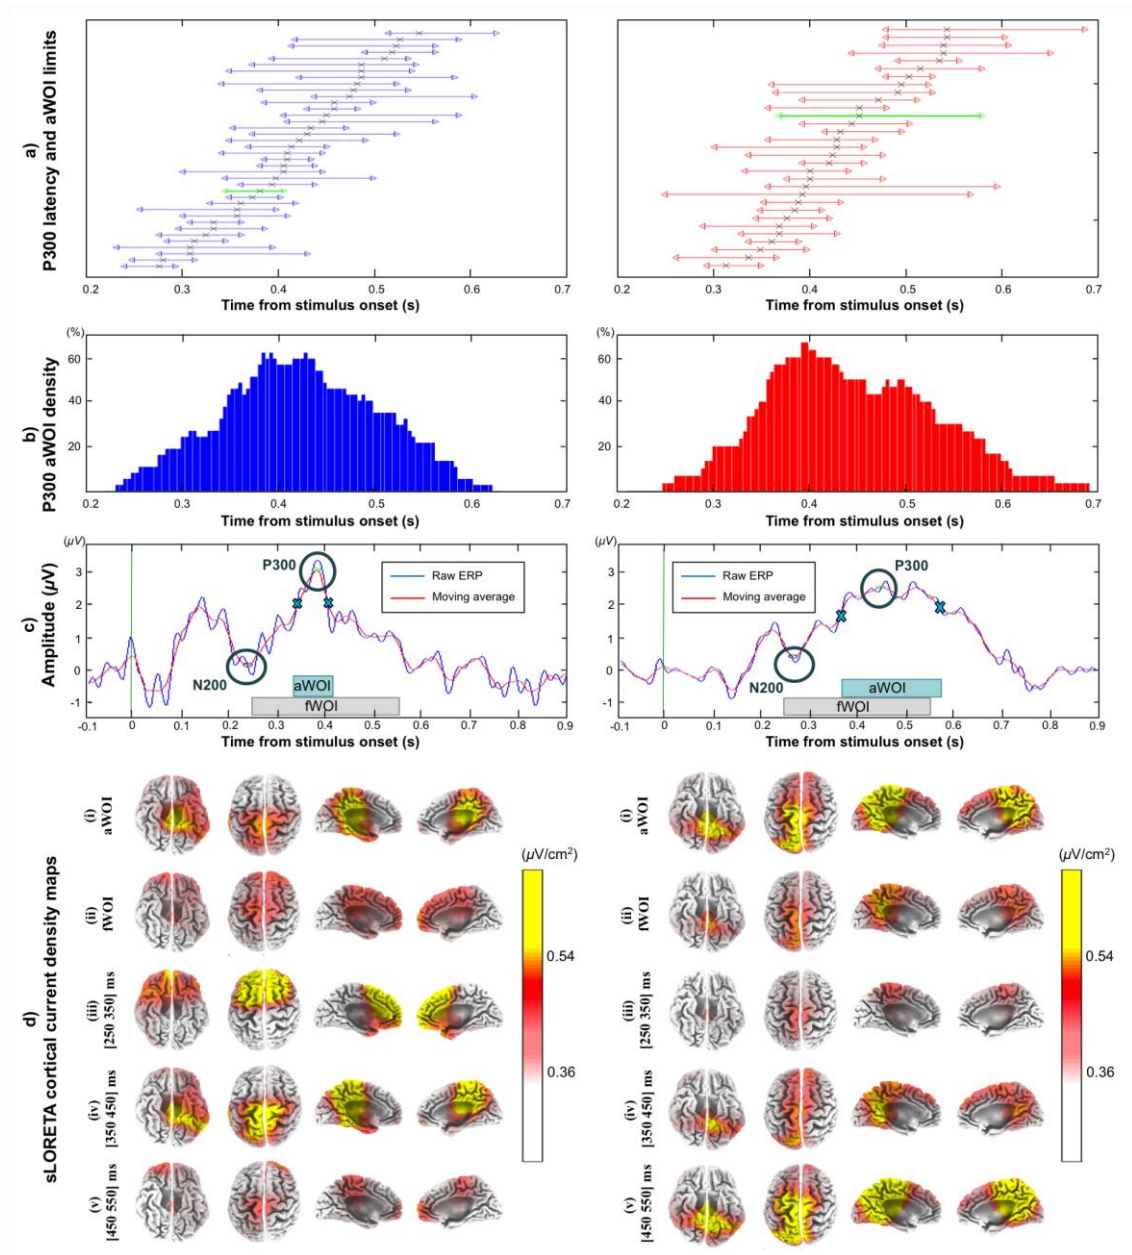 a)
P300 latency and aWOI limits
0.2 0.3 0.4 0.5 0.6 0.7
Time from stimulus onset (s)
0.2 0.3 0.4 0.5 0.6 0.7
Time from stimulus onset (s)
b)
P300 aWOI density
(%)
60
40
20
0.2 0.3 0.4 0.5 0.6 0.7
Time from stimulus onset (s)
(%)
60
40
20
0.2 0.3 0.4 0.5 0.6 0.7
Time from stimulus onset (s)
c)
Amplitude (µV)
(µV)
3
2
1
0
-1
P300
N200
Raw ERP
Moving average
aWOI
fWOI
-0.1 0 0.1 0.2 0.3 0.4 0.5 0.6 0.7 0.8 0.9
Time from stimulus onset (s)
(µV)
3
2
1
0
-1
Raw ERP
Moving average
P300
N200
aWOI
fWOI
-0.1 0 0.1 0.2 0.3 0.4 0.5 0.6 0.7 0.8 0.9
Time from stimulus onset (s)
d)
sLORETA cortical current density maps
(i)
aWOI
(ii)
fWOI
(iii)
[250 350] ms
(iv)
[350 450] ms
(v)
[450 550] ms
(µV/cm²)
0.54
0.36
(i)
aWOI
(ii)
fWOI
(iii)
[250 350] ms
(iv)
[350 450] ms
(v)
[450 550] ms
(µV/cm²)
0.54
0.36